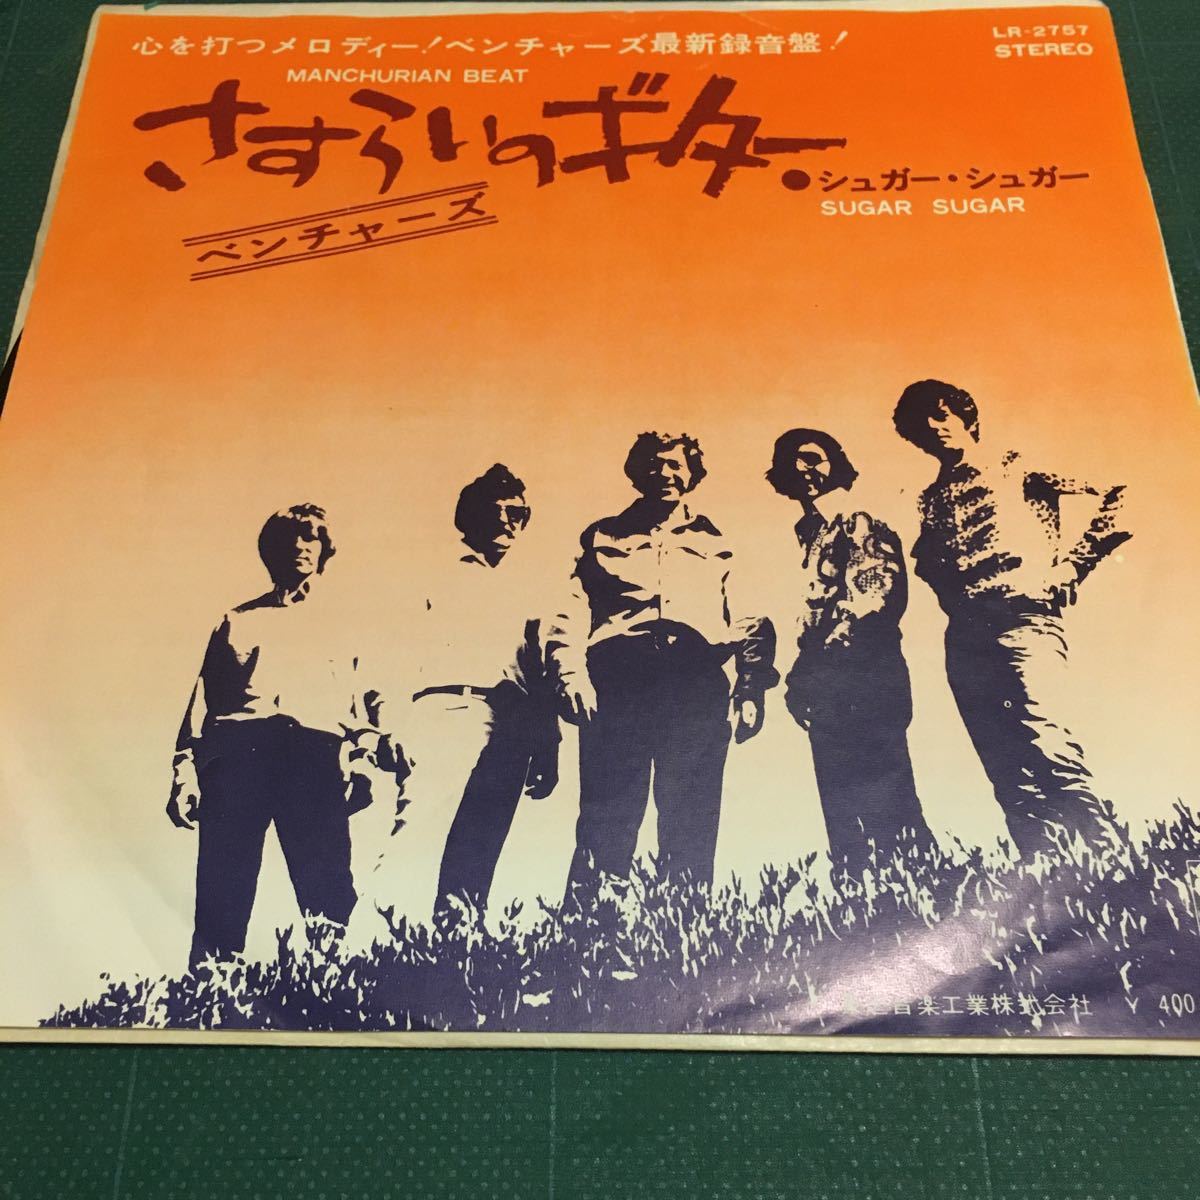 LR-2757
STEREO
心を打つメロディー！ベンチャーズ最新録音盤！
MANCHURIAN BEAT
さすらいのギター
●シュガー・シュガー
SUGAR SUGAR
ベンチャーズ
音楽工業株式会社 ¥400